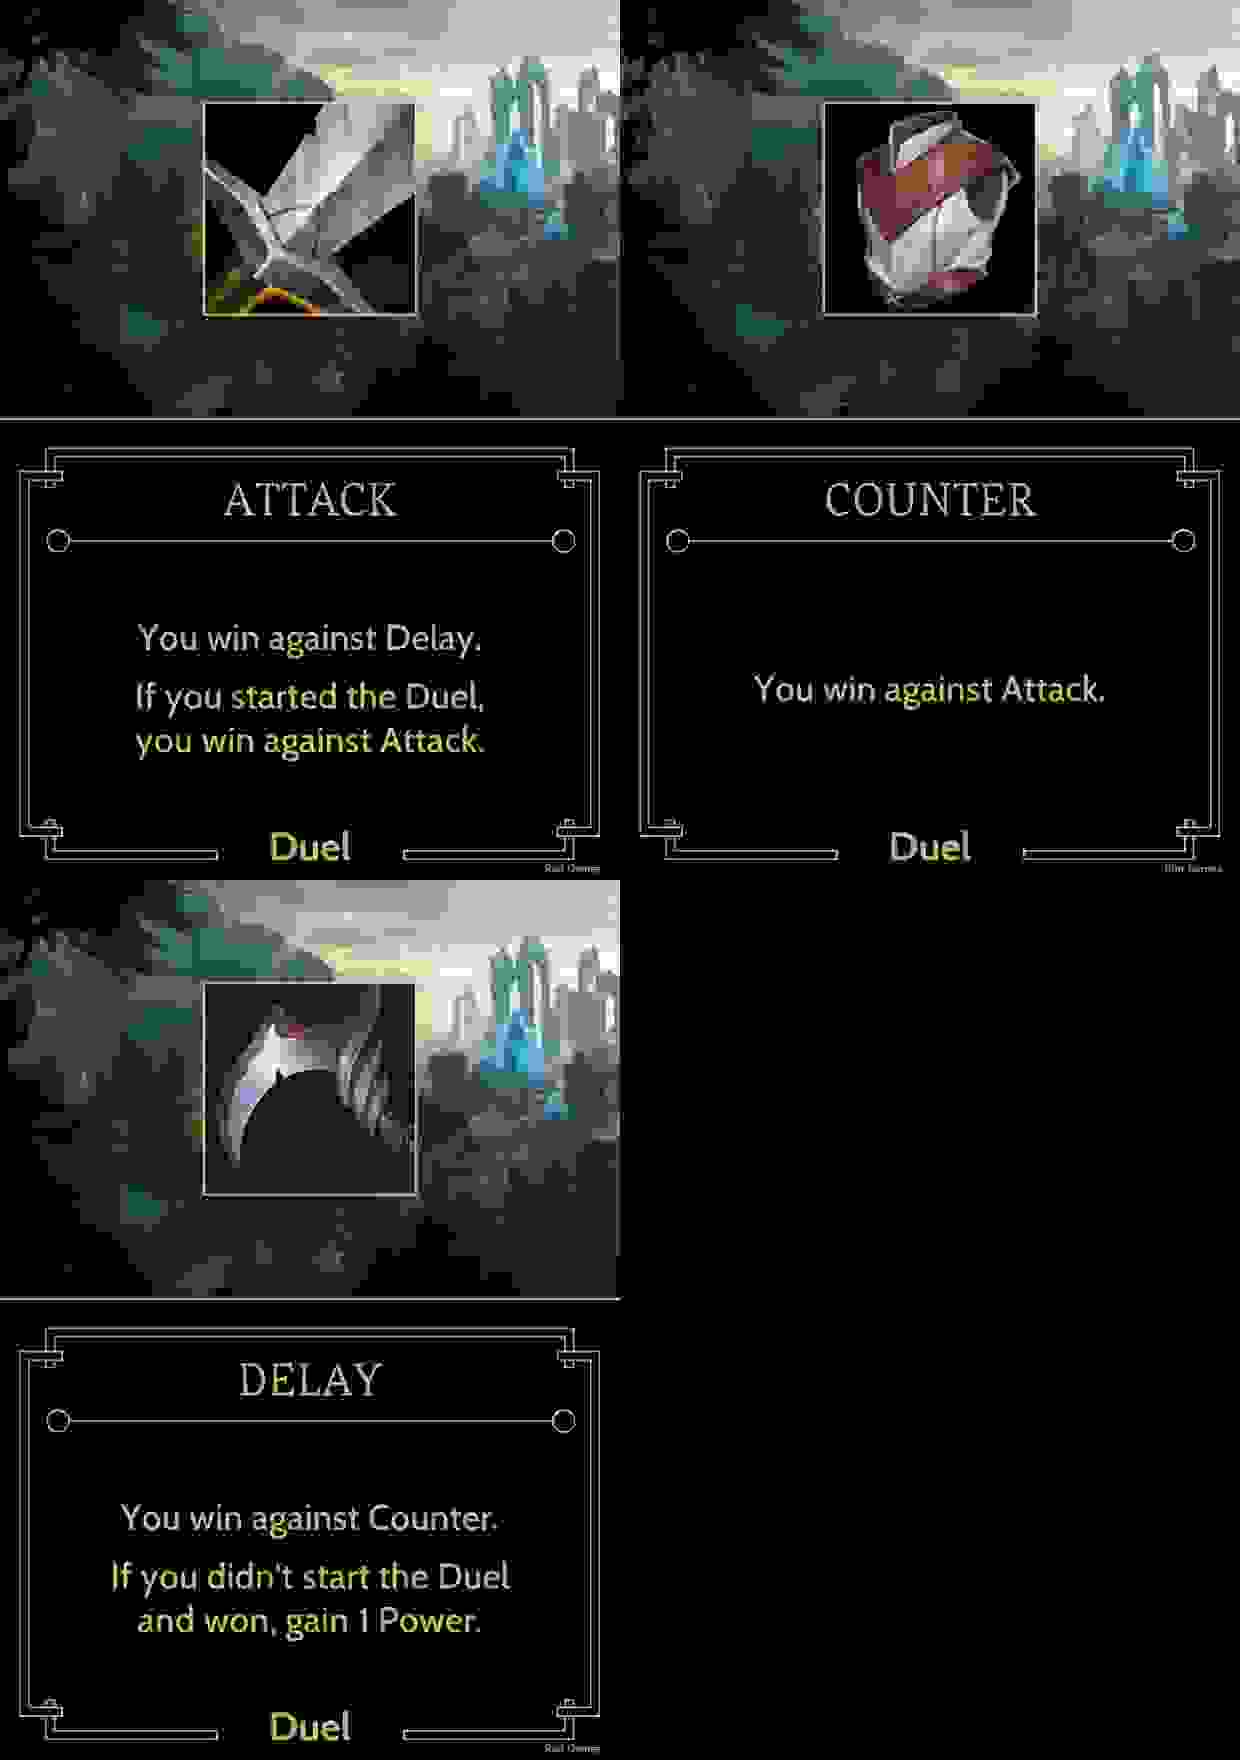 ATTACK
You win against Delay.
If you started the Duel,
you win against Attack.
Duel
COUNTER
You win against Attack.
Duel
DELAY
You win against Counter.
If you didn't start the Duel
and won, gain 1 Power.
Duel